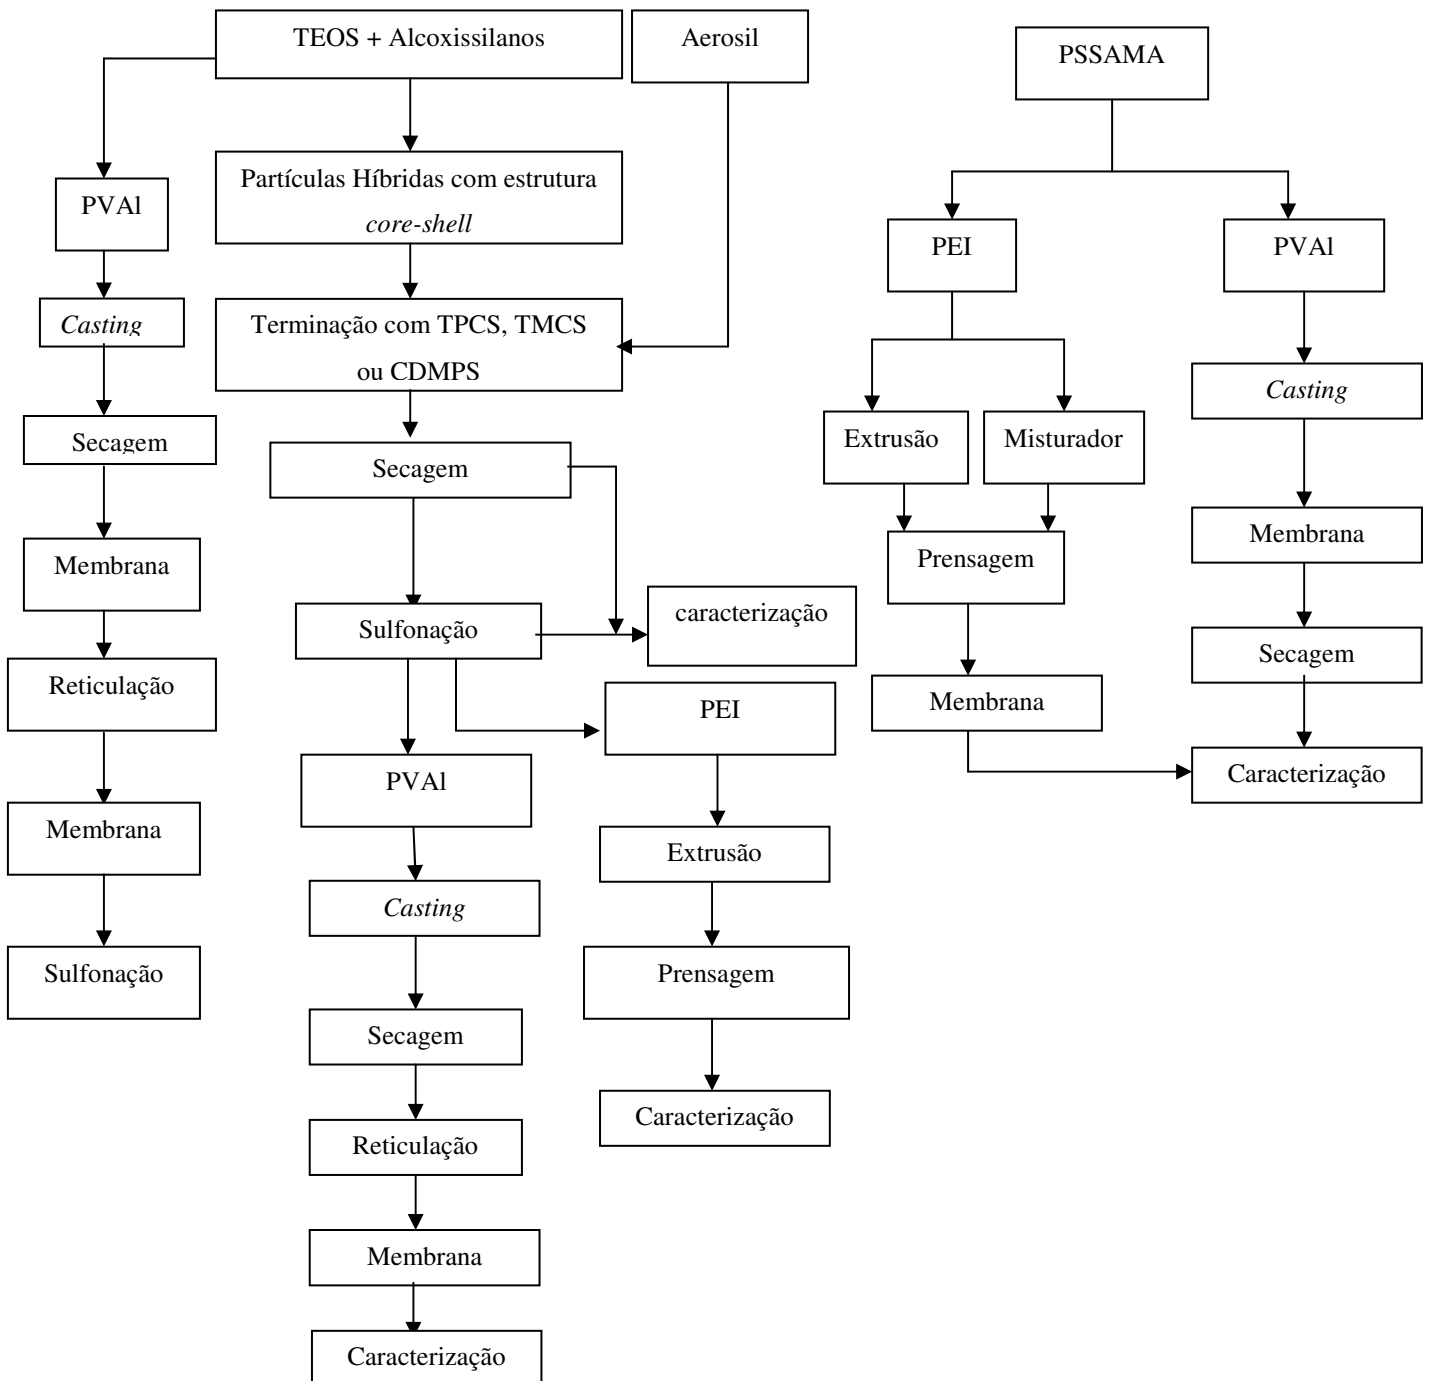 TEOS + Alcoxissilanos
Aerosil
PSSAMA
Partículas Híbridas com estrutura
core-shell
PVAl
PEI
PVAl
Casting
Terminação com TPCS, TMCS
ou CDMPS
Casting
Secagem
Extrusão
Misturador
Secagem
Membrana
Prensagem
Membrana
Sulfonação
caracterização
Secagem
Reticulação
PEI
Membrana
PVAl
Caracterização
Membrana
Extrusão
Casting
Sulfonação
Prensagem
Secagem
Caracterização
Reticulação
Membrana
Caracterização